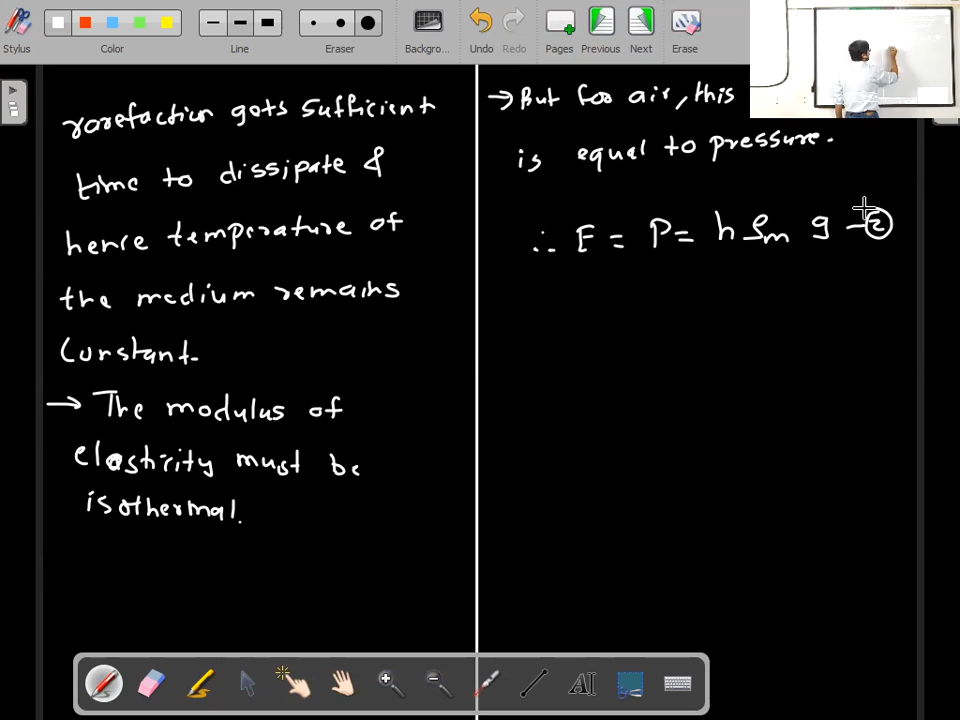 Stylus
Color
Line
Eraser
Backgro...
Undo
Redo
Pages
Previous
Next
Erase
rarefaction gets sufficient
time to dissipate &
hence temperature of
the medium remains
Constant.
→ The modulus of
elasticity must be
isothermal.
→ But for air, this
is equal to pressure.
∴ E = P = h ρm g —②